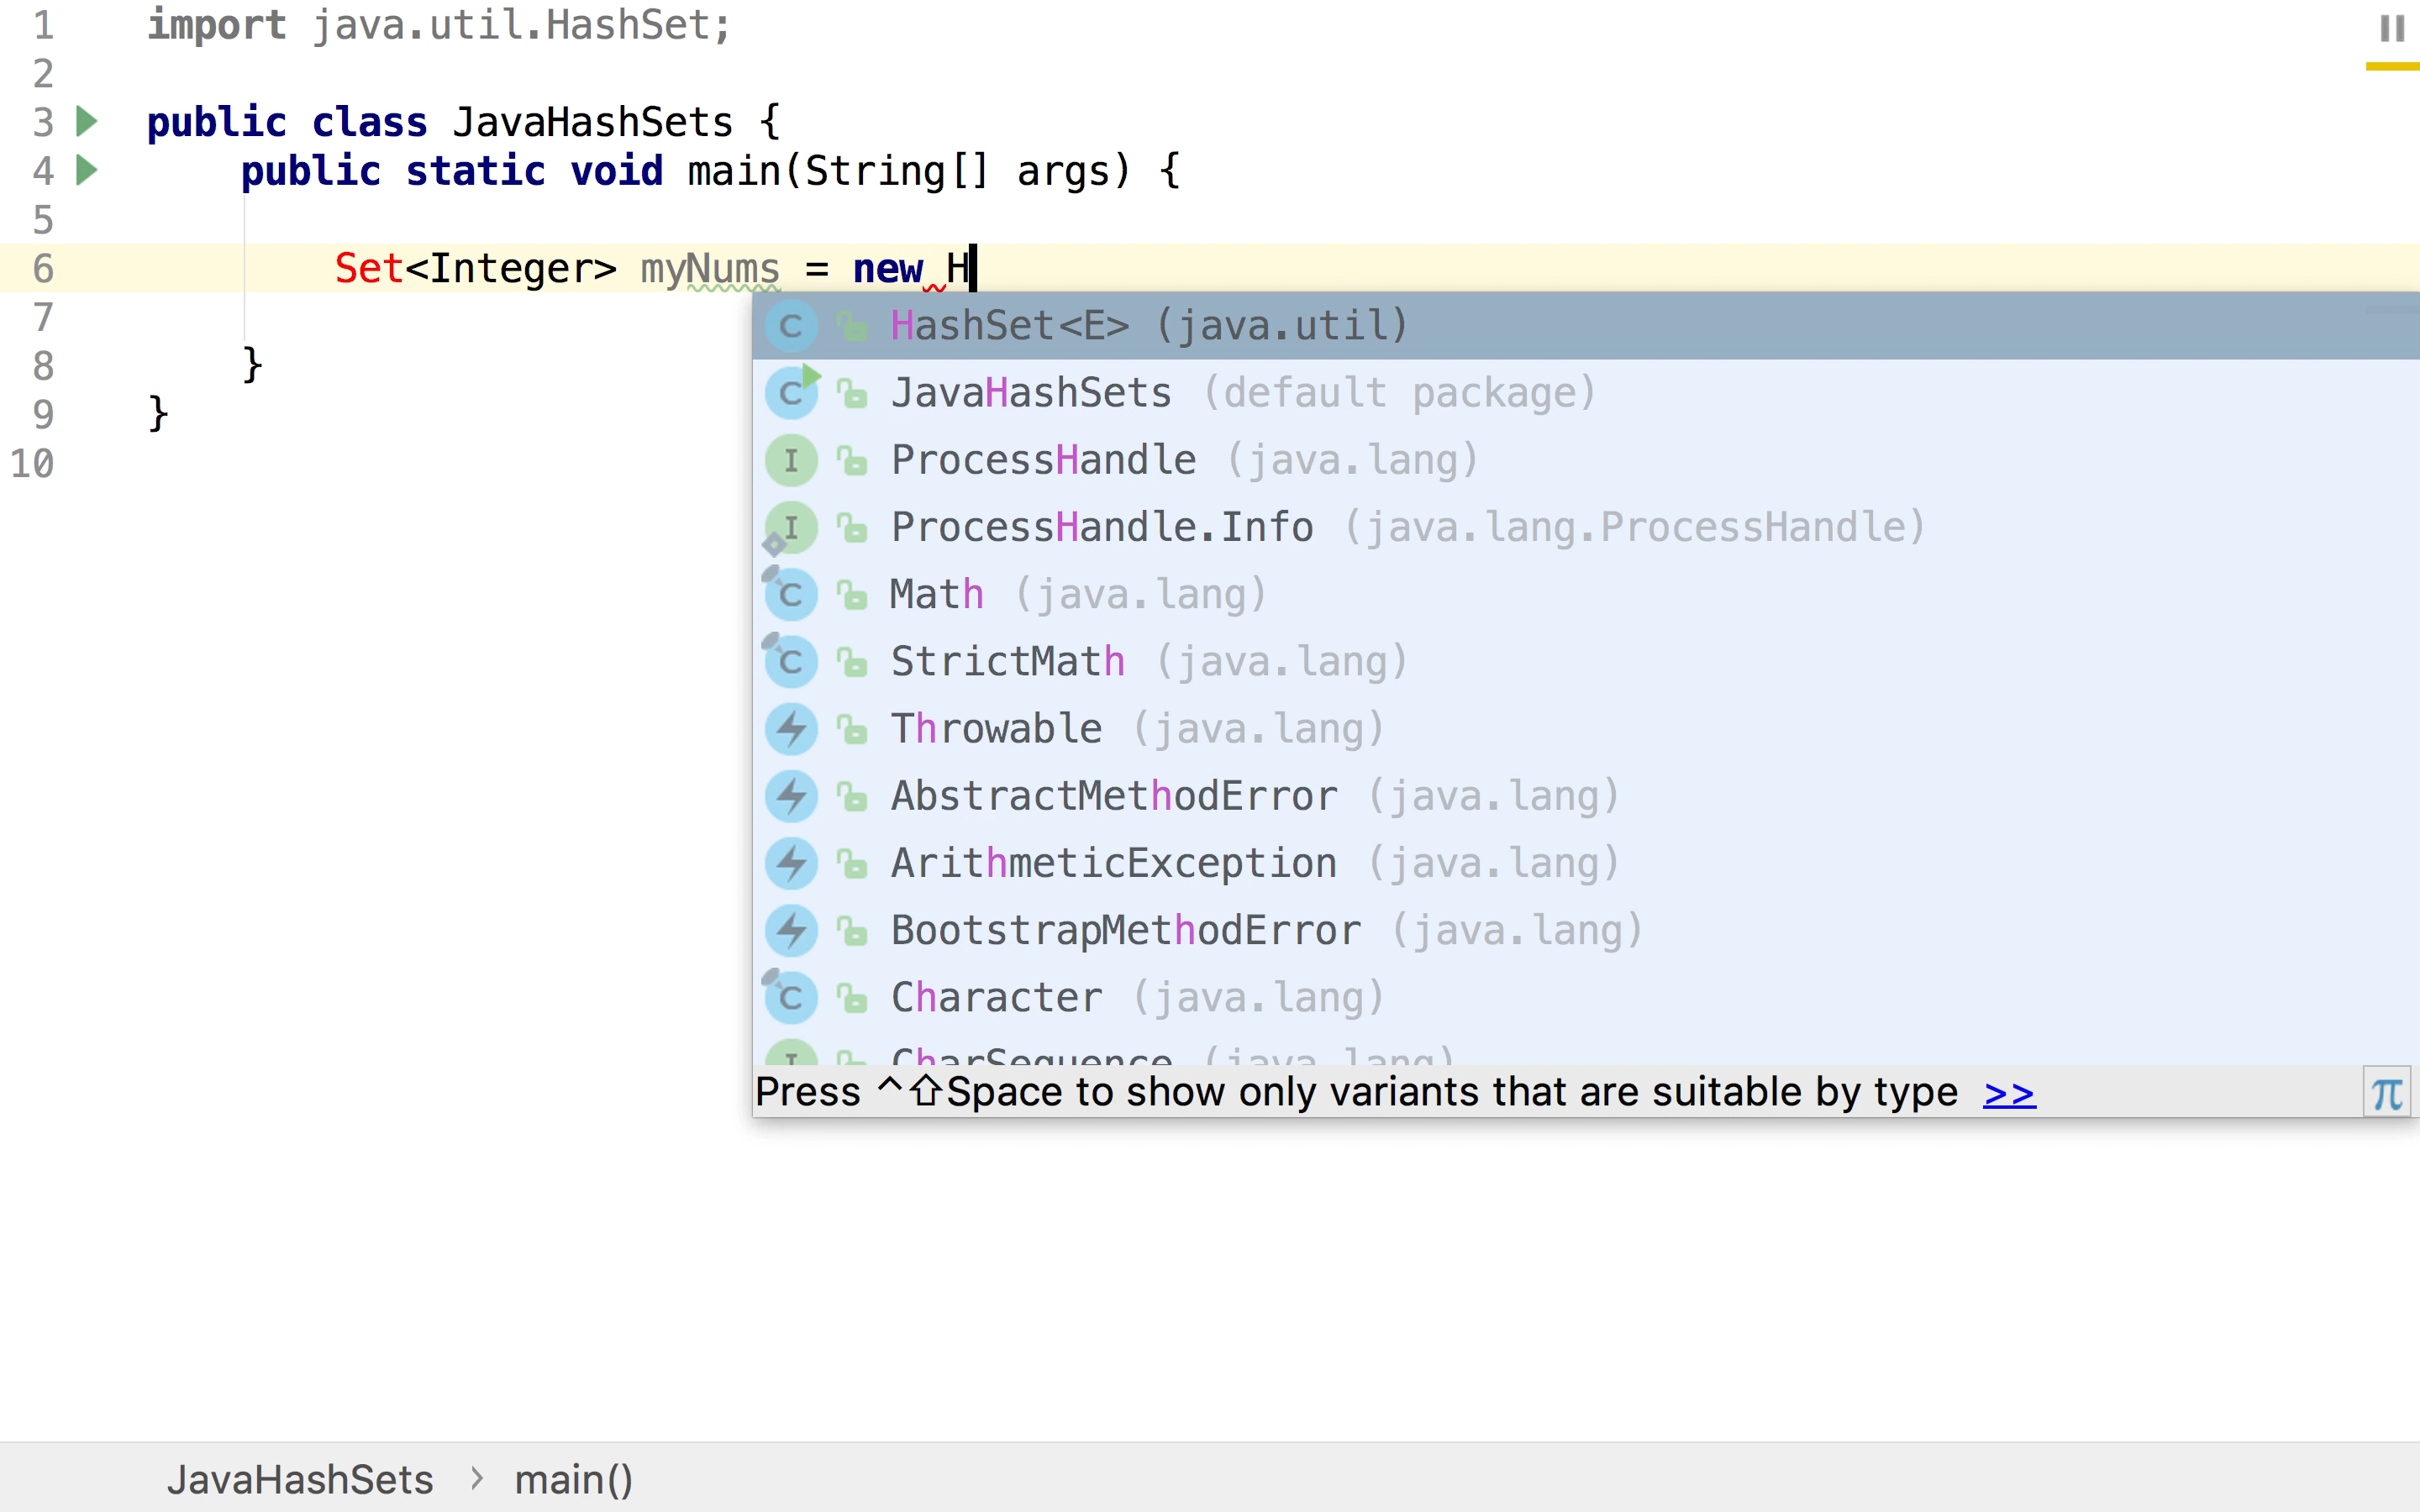 1 import java.util.HashSet;
2
3 public class JavaHashSets {
4 public static void main(String[] args) {
5
6 Set<Integer> myNums = new H
7
8 }
9 }
10
C HashSet<E> (java.util)
C JavaHashSets (default package)
I ProcessHandle (java.lang)
I ProcessHandle.Info (java.lang.ProcessHandle)
C Math (java.lang)
C StrictMath (java.lang)
Throwable (java.lang)
AbstractMethodError (java.lang)
ArithmeticException (java.lang)
BootstrapMethodError (java.lang)
C Character (java.lang)
I CharSequence (java.lang)
Press ^⇧Space to show only variants that are suitable by type >> π
JavaHashSets > main()